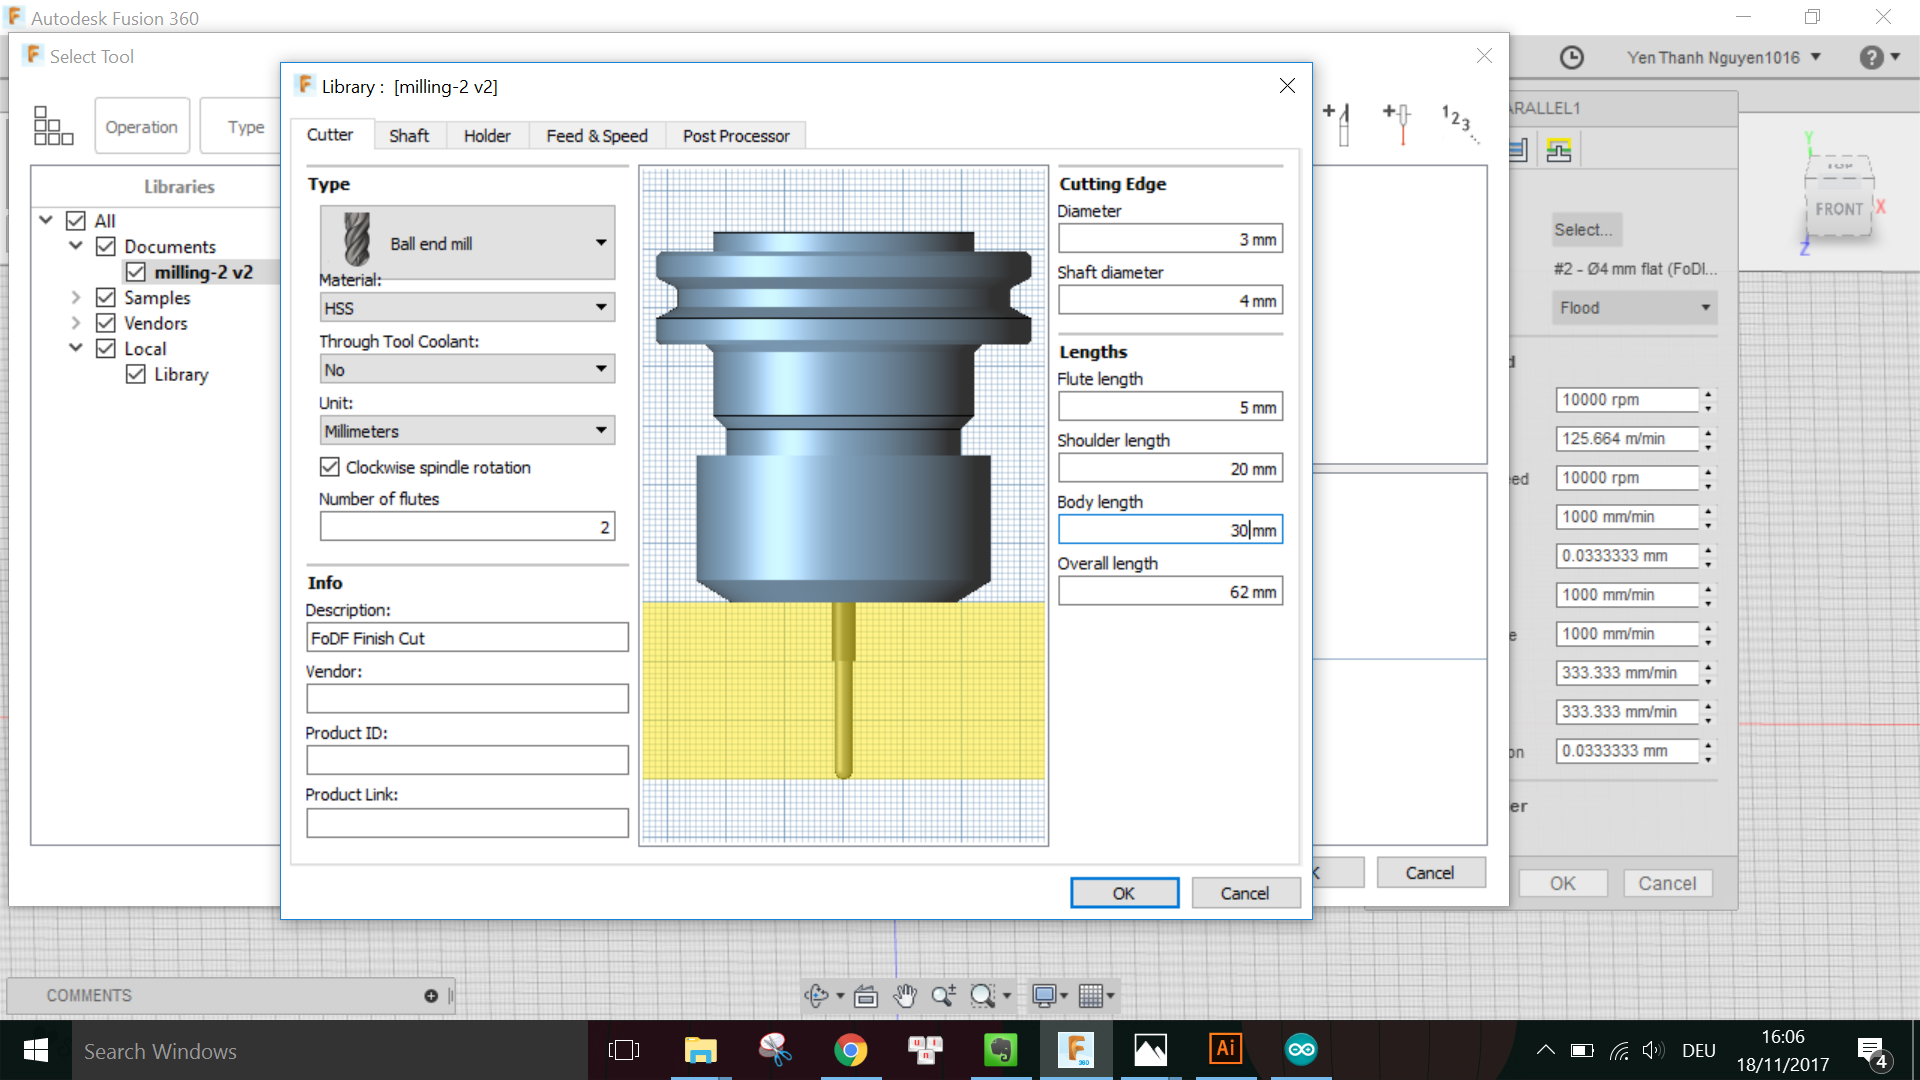 Autodesk Fusion 360
Select Tool
Yen Thanh Nguyen1016
Library : [milling-2 v2]
Operation
Type
Libraries
All
Documents
milling-2 v2
Samples
Vendors
Local
Library
Cutter
Shaft
Holder
Feed & Speed
Post Processor
Type
Ball end mill
Material:
HSS
Through Tool Coolant:
No
Unit:
Millimeters
Clockwise spindle rotation
Number of flutes
2
Info
Description:
FoDF Finish Cut
Vendor:
Product ID:
Product Link:
Cutting Edge
Diameter
3 mm
Shaft diameter
4 mm
Lengths
Flute length
5 mm
Shoulder length
20 mm
Body length
30 mm
Overall length
62 mm
OK
Cancel
Cancel
1 2 3
ARALLEL1
Select...
#2 - Ø4 mm flat (FoDI...
Flood
10000 rpm
125.664 m/min
10000 rpm
1000 mm/min
0.0333333 mm
1000 mm/min
1000 mm/min
333.333 mm/min
333.333 mm/min
0.0333333 mm
OK
Cancel
Y
TOP
FRONT
X
Z
COMMENTS
Search Windows
u i n
F 360
Ai
DEU
16:06
18/11/2017
4